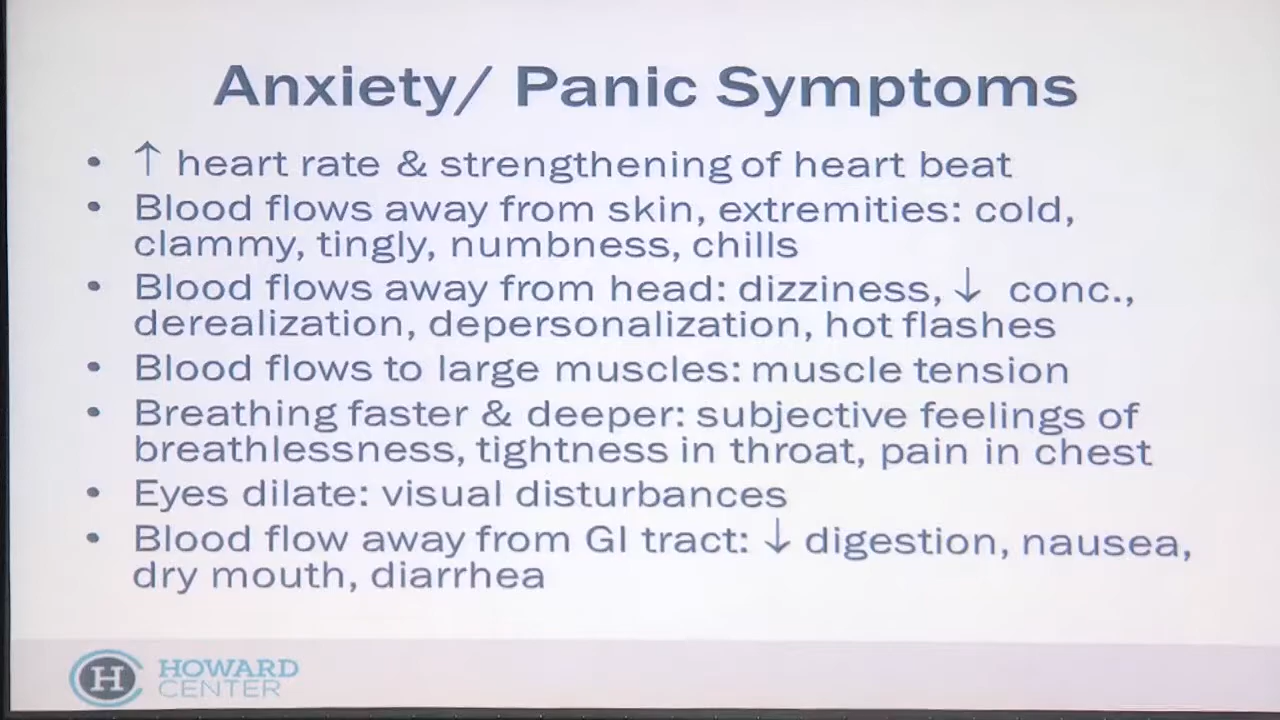 Anxiety/ Panic Symptoms
• ↑ heart rate & strengthening of heart beat
• Blood flows away from skin, extremities: cold,
clammy, tingly, numbness, chills
• Blood flows away from head: dizziness, ↓ conc.,
derealization, depersonalization, hot flashes
• Blood flows to large muscles: muscle tension
• Breathing faster & deeper: subjective feelings of
breathlessness, tightness in throat, pain in chest
• Eyes dilate: visual disturbances
• Blood flow away from GI tract: ↓ digestion, nausea,
dry mouth, diarrhea
H
HOWARD
CENTER